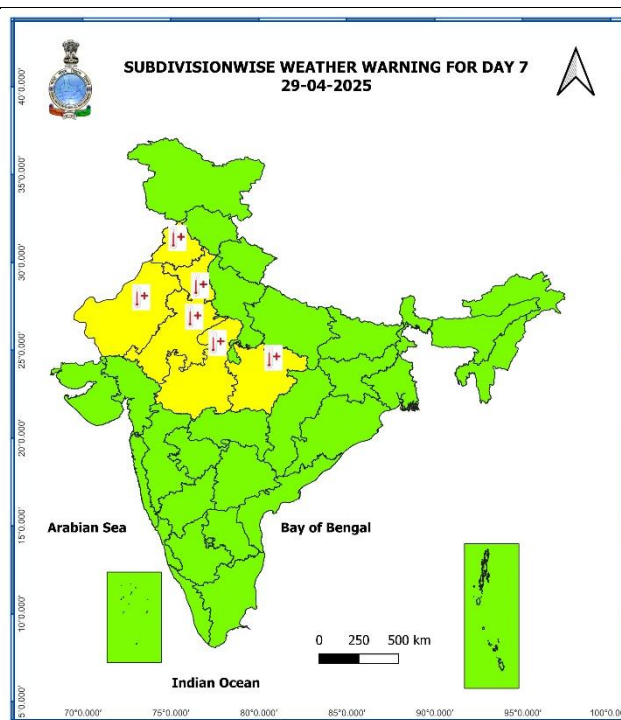 SUBDIVISIONWISE WEATHER WARNING FOR DAY 7
29-04-2025
40°0.000'
35°0.000'
30°0.000'
25°0.000'
20°0.000'
15°0.000'
10°0.000'
5°0.000'
Arabian Sea
Bay of Bengal
0 250 500 km
Indian Ocean
70°0.000' 75°0.000' 80°0.000' 85°0.000' 90°0.000' 95°0.000'